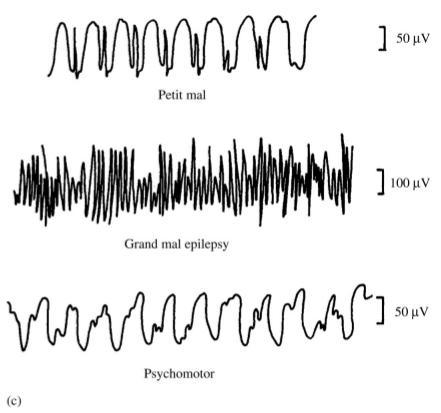 50 μV
Petit mal
100 μV
Grand mal epilepsy
50 μV
Psychomotor
(c)